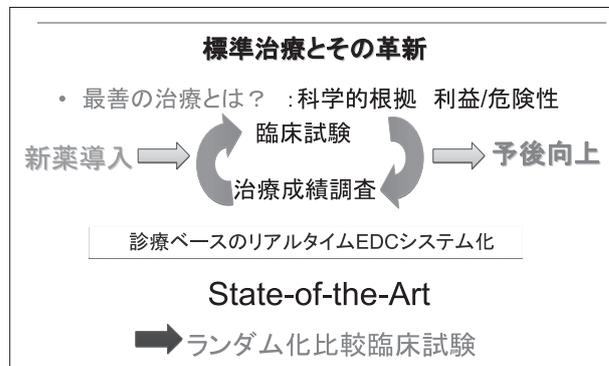 標準治療とその革新
• 最善の治療とは? :科学的根拠 利益/危険性
臨床試験
新薬導入 予後向上
治療成績調査
診療ベースのリアルタイムEDCシステム化
State-of-the-Art
ランダム化比較臨床試験